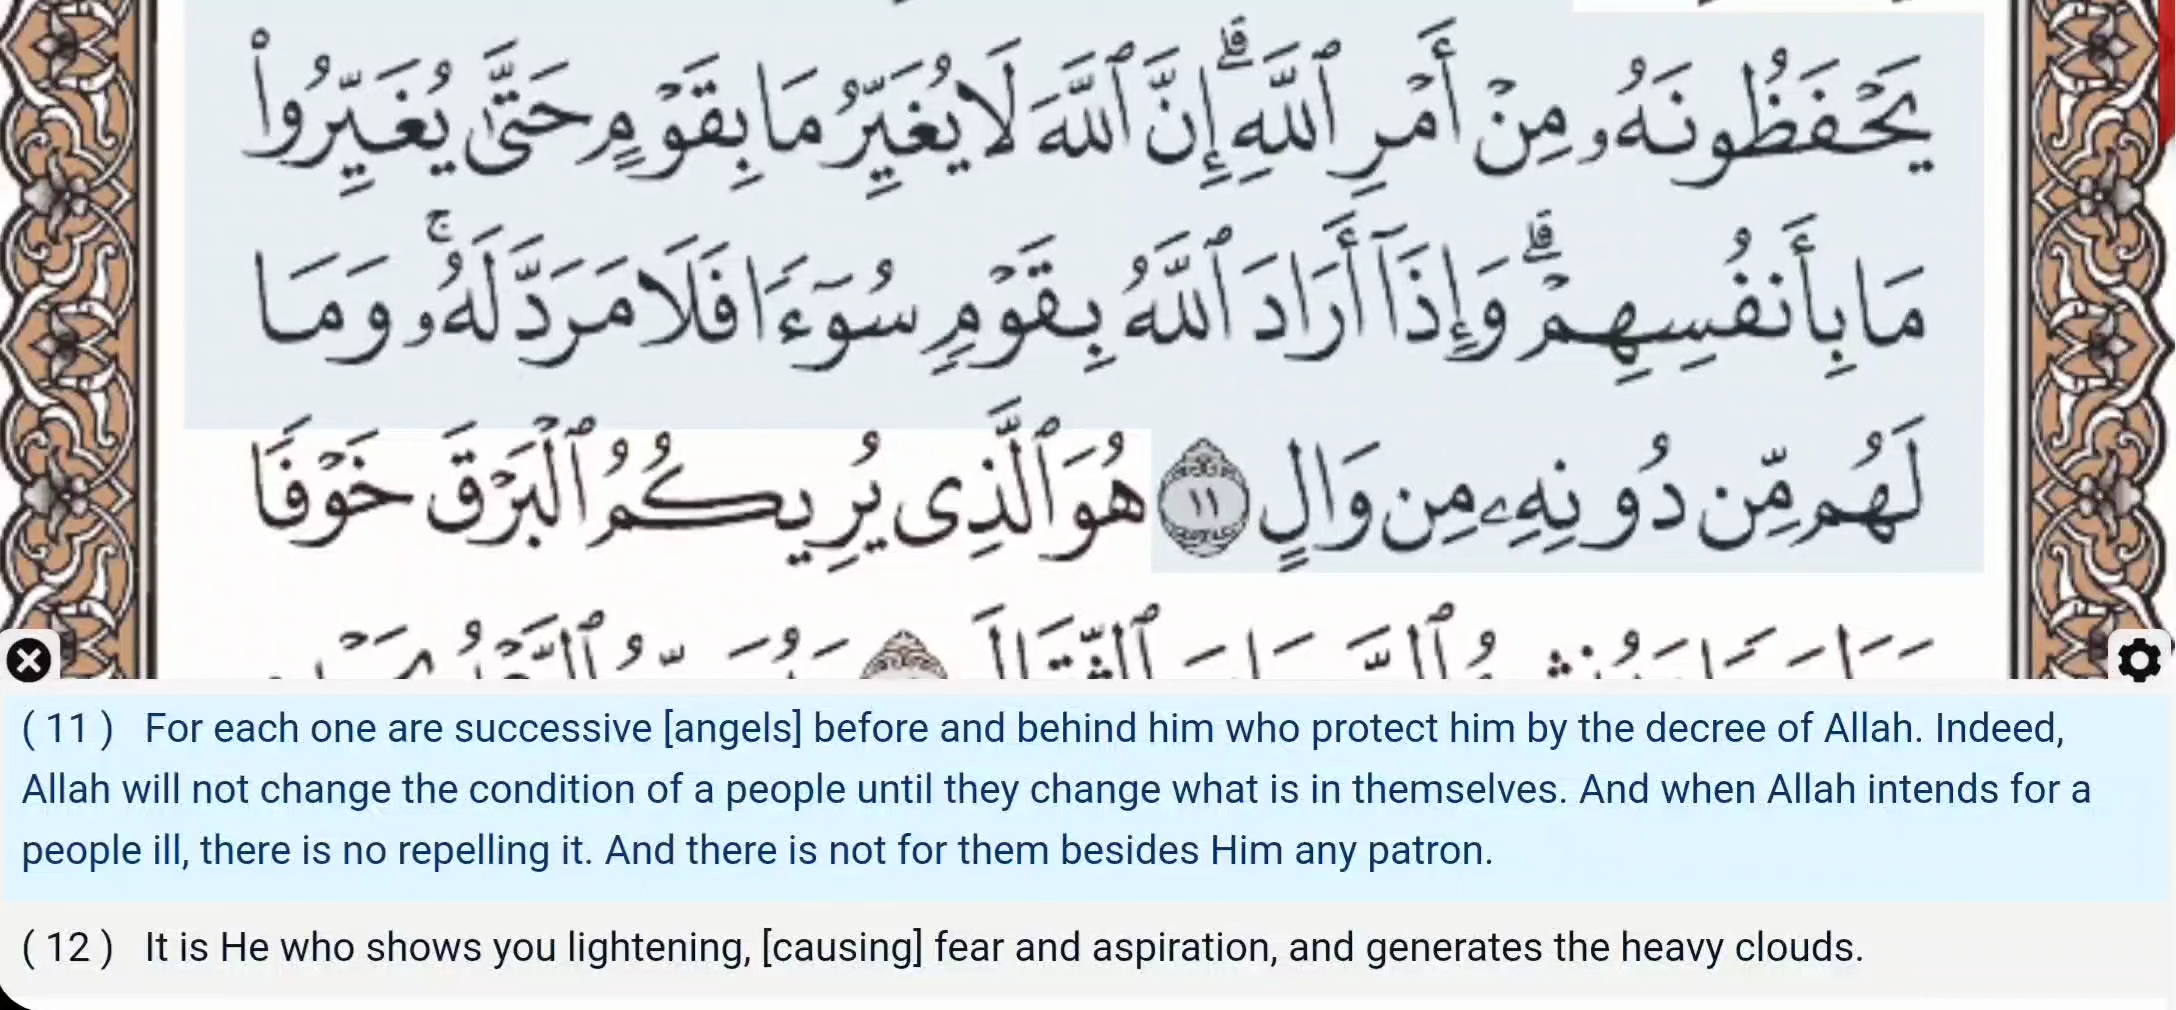 يَحْفَظُونَهُۥ مِنْ أَمْرِ ٱللَّهِ ۗ إِنَّ ٱللَّهَ لَا يُغَيِّرُ مَا بِقَوْمٍ حَتَّىٰ يُغَيِّرُوا۟
مَا بِأَنفُسِهِمْ ۗ وَإِذَآ أَرَادَ ٱللَّهُ بِقَوْمٍ سُوٓءًا فَلَا مَرَدَّ لَهُۥ ۚ وَمَا
لَهُم مِّن دُونِهِۦ مِن وَالٍ ١١ هُوَ ٱلَّذِى يُرِيكُمُ ٱلْبَرْقَ خَوْفًا
( 11 ) For each one are successive [angels] before and behind him who protect him by the decree of Allah. Indeed,
Allah will not change the condition of a people until they change what is in themselves. And when Allah intends for a
people ill, there is no repelling it. And there is not for them besides Him any patron.
( 12 ) It is He who shows you lightening, [causing] fear and aspiration, and generates the heavy clouds.